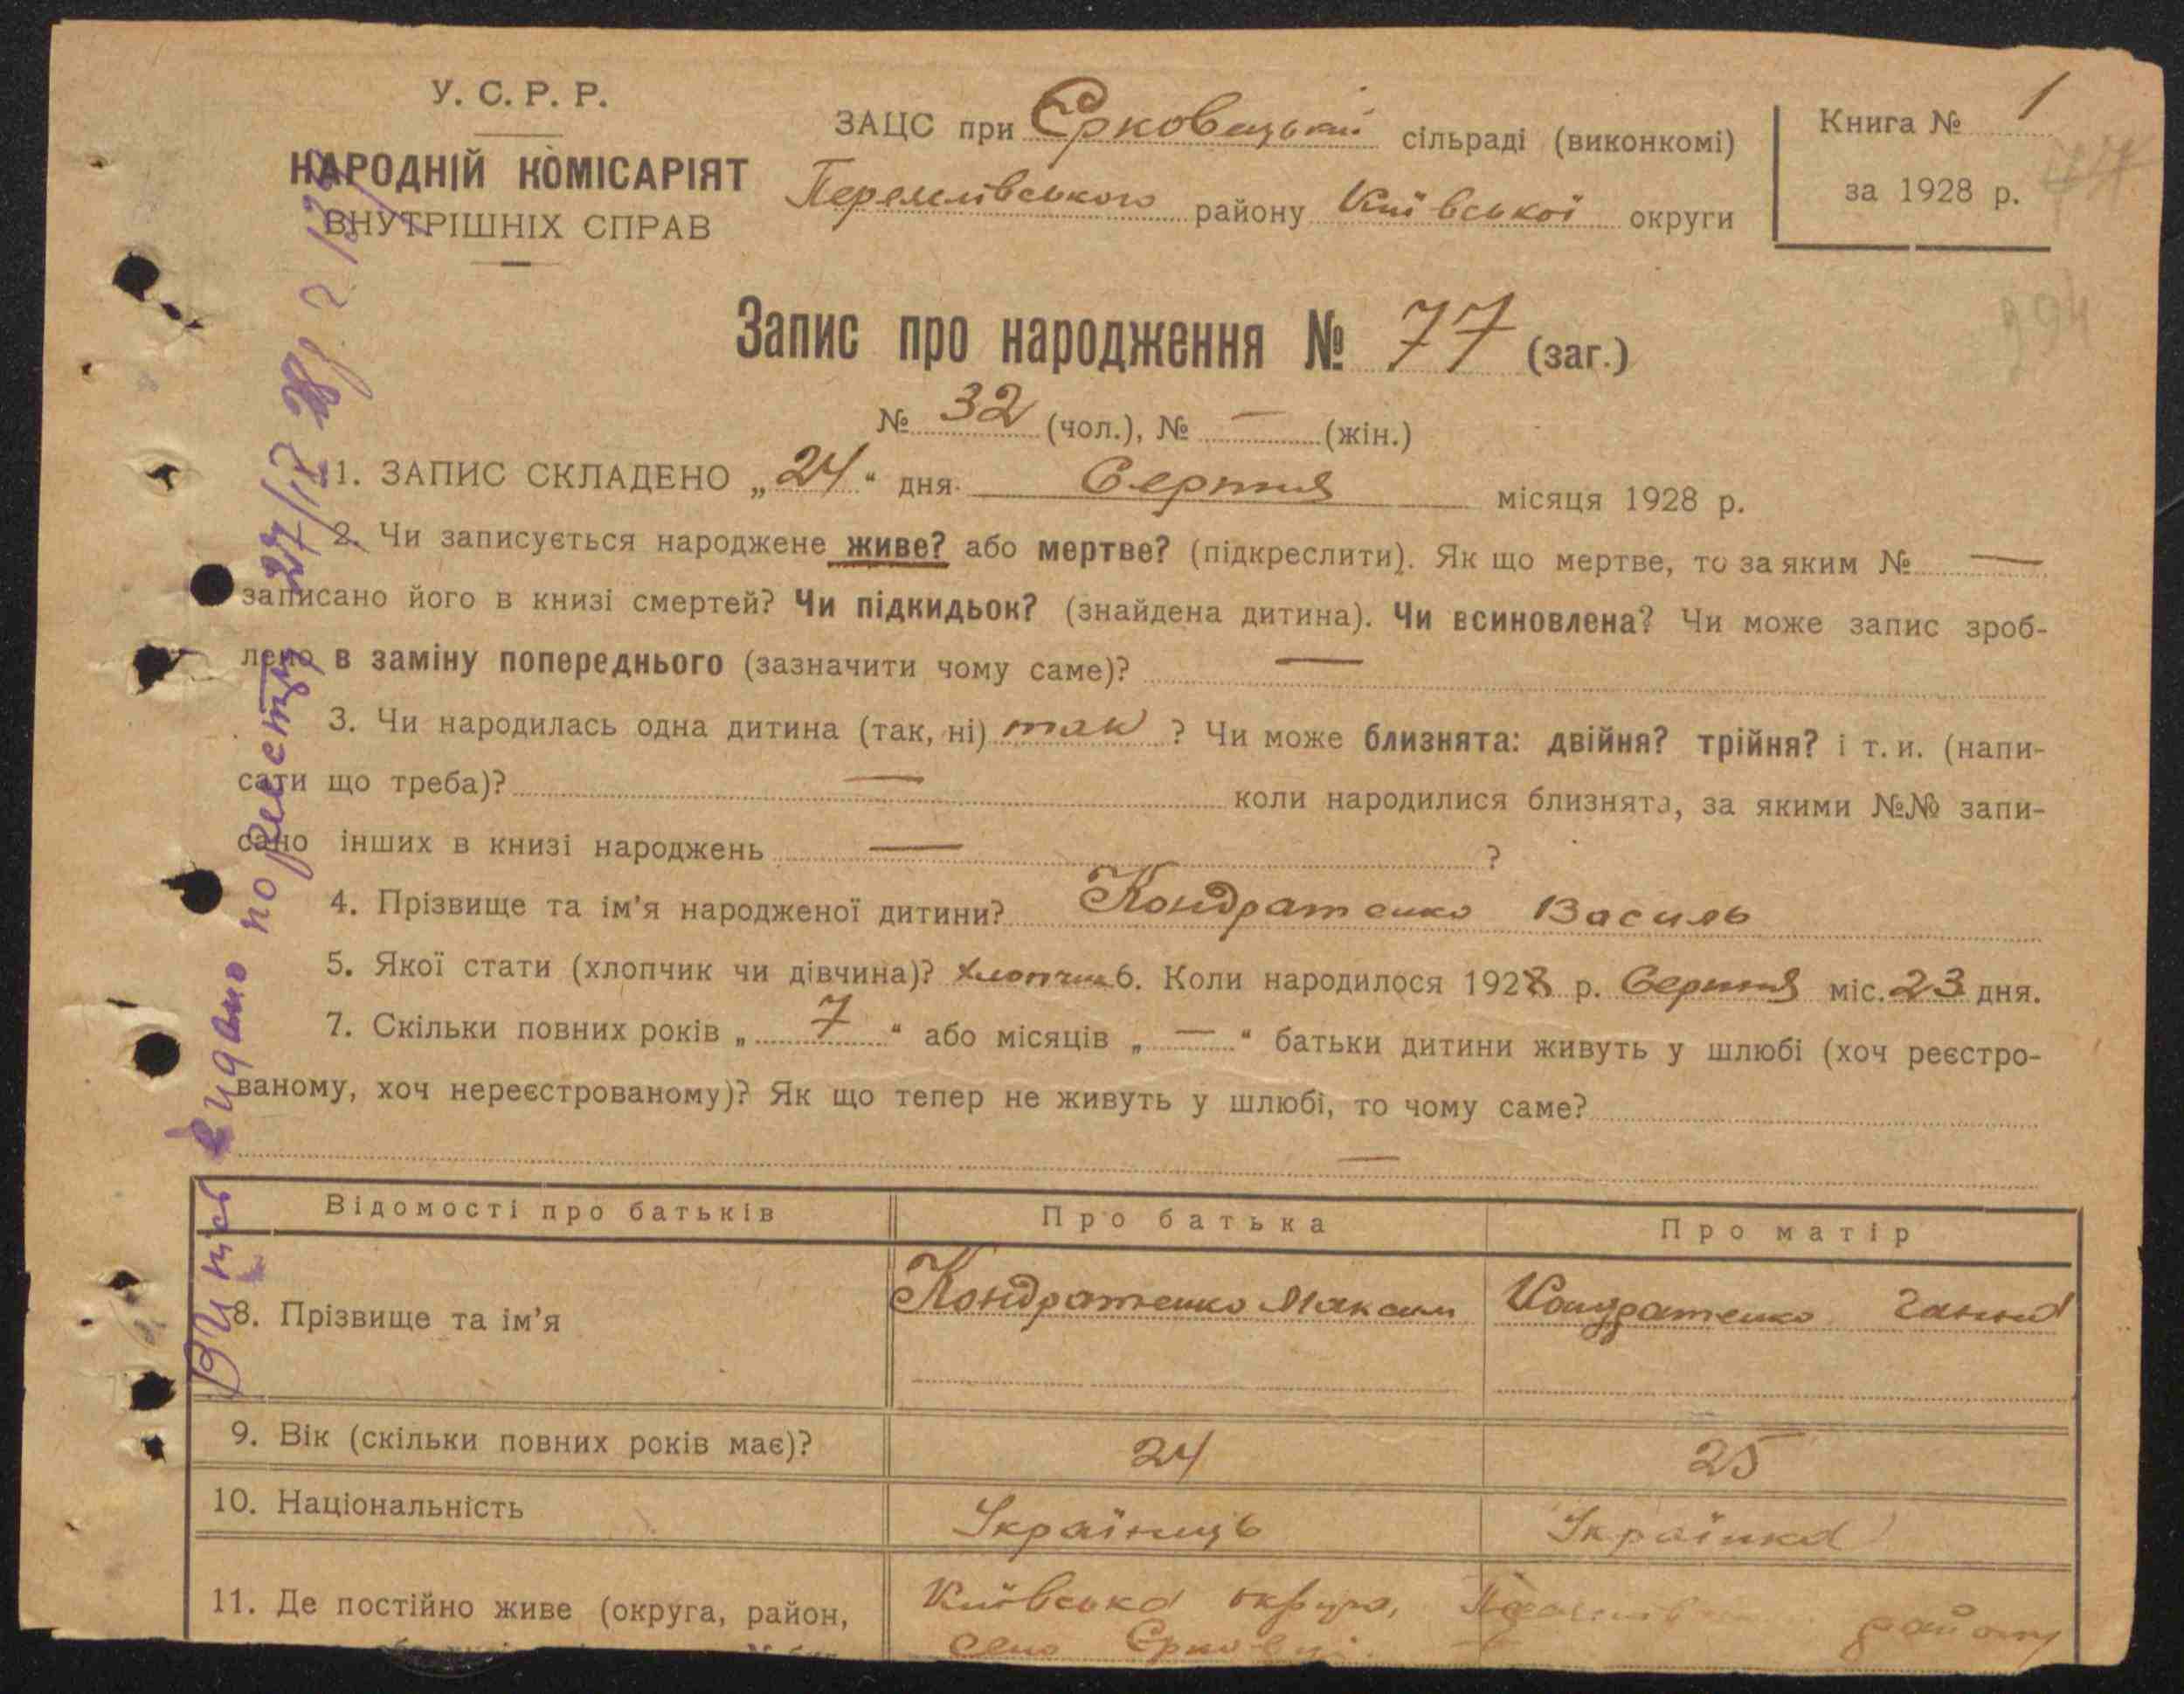 У. С. Р. Р.
НАРОДНІЙ КОМІСАРІЯТ
ВНУТРІШНІХ СПРАВ
ЗАЦС при Єрковецькій сільраді (виконкомі)
району Київської округи
Книга № 1
за 1928 р.
Запис про народження № 77 (заг.)
№ 32 (чол.), № — (жін.)
1. ЗАПИС СКЛАДЕНО „24“ дня Серпня місяця 1928 р.
2. Чи записується народжене живе? або мертве? (підкреслити). Як що мертве, то за яким № —
записано його в книзі смертей? Чи підкидьок? (знайдена дитина). Чи всиновлена? Чи може запис зроб-
лено в заміну попереднього (зазначити чому саме)? —
3. Чи народилась одна дитина (так, ні) так ? Чи може близнята: двійня? трійня? і т. и. (напи-
сати що треба)? — коли народилися близнята, за якими №№ запи-
сано інших в книзі народжень — ?
4. Прізвище та ім'я народженої дитини? Кондратенко Василь
5. Якої стати (хлопчик чи дівчина)? хлопчик 6. Коли народилося 1928 р. Серпня міс. 23 дня.
7. Скільки повних років „ 7 “ або місяців „ — “ батьки дитини живуть у шлюбі (хоч реєстро-
ваному, хоч нереєстрованому)? Як що тепер не живуть у шлюбі, то чому саме?
—
Відомості про батьків Про батька Про матір
8. Прізвище та ім'я Кондратенко Максим Кондратенко Ганна
9. Вік (скільки повних років має)? 24 25
10. Національність Українець Українка
11. Де постійно живе (округа, район, Київська округа, району
село Єрковці
видано по реестру 27/12